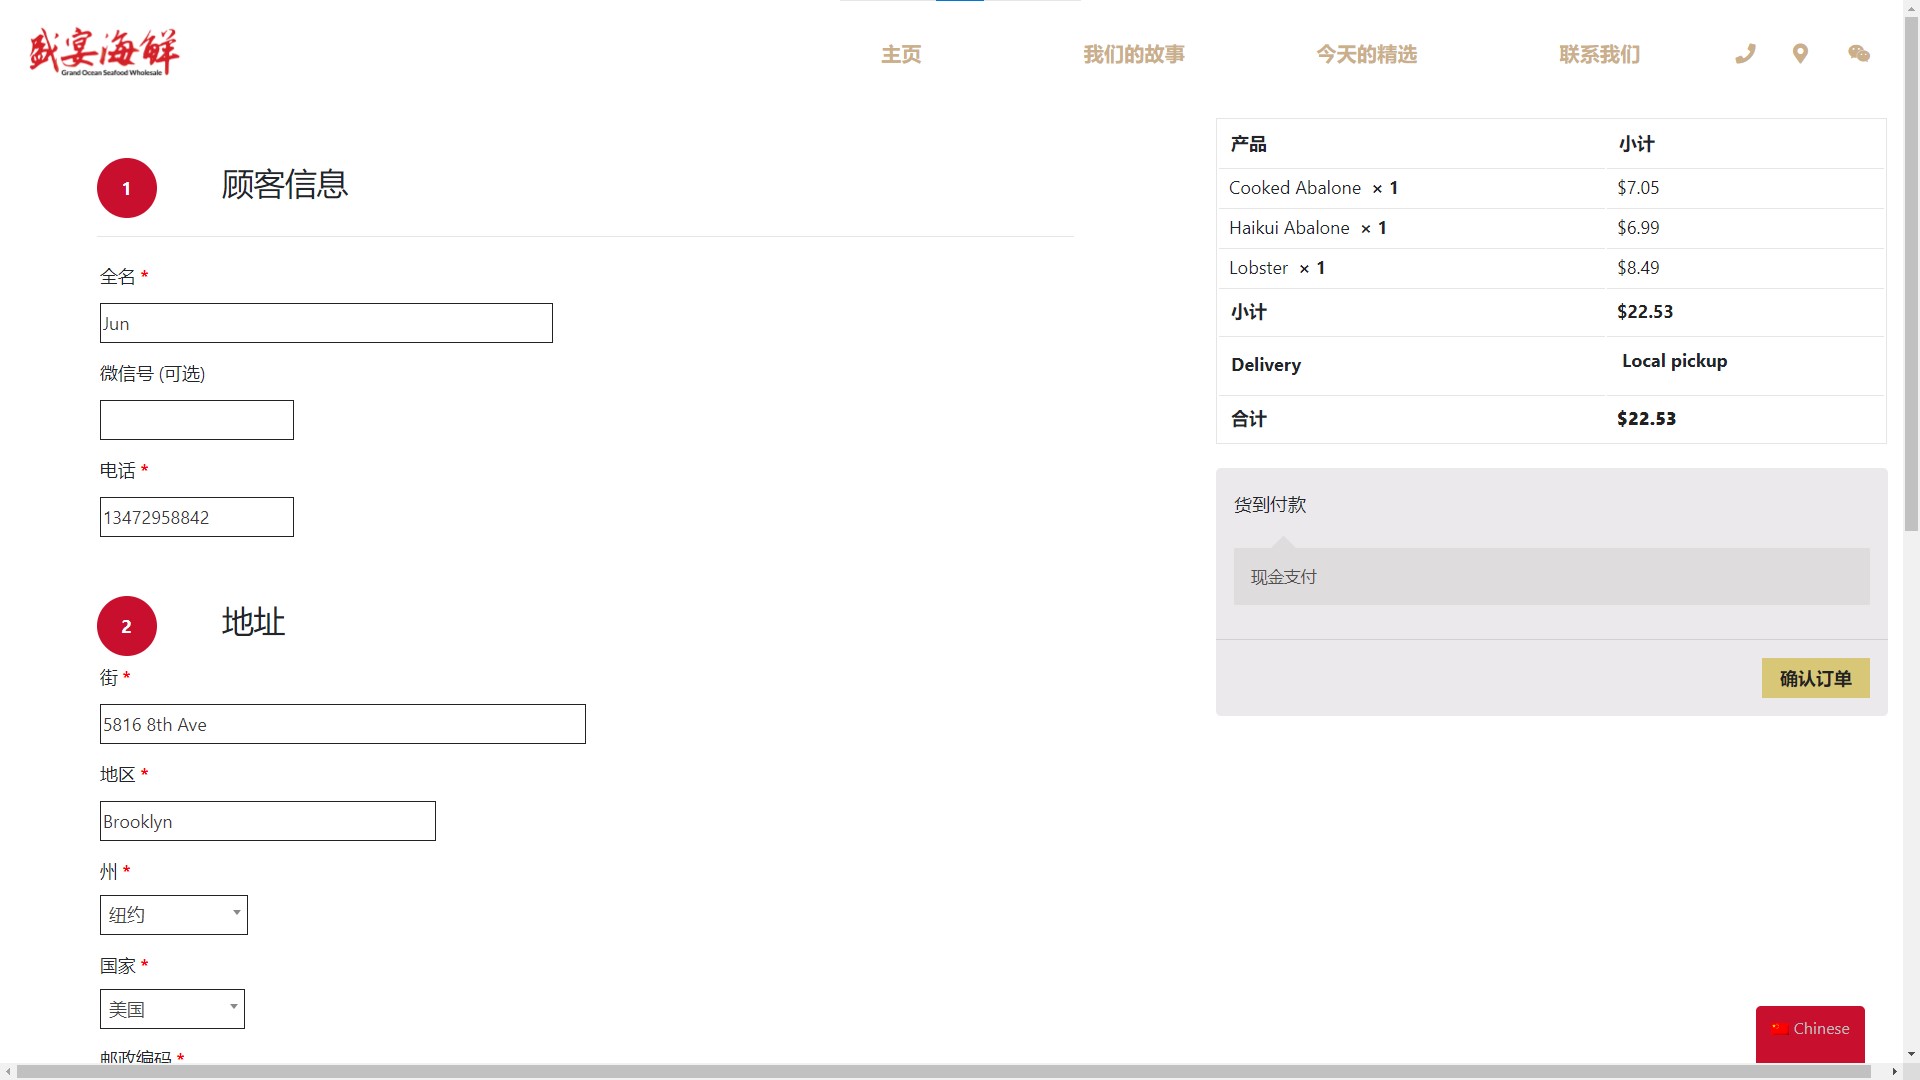 盛宴海鲜
Grand Ocean Seafood Wholesale
主页
我们的故事
今天的精选
联系我们
1
顾客信息
全名 *
Jun
微信号 (可选)
电话 *
13472958842
2
地址
街 *
5816 8th Ave
地区 *
Brooklyn
州 *
纽约
国家 *
美国
邮政编码 *
产品 小计
Cooked Abalone × 1 $7.05
Haikui Abalone × 1 $6.99
Lobster × 1 $8.49
小计 $22.53
Delivery Local pickup
合计 $22.53
货到付款
现金支付
确认订单
Chinese